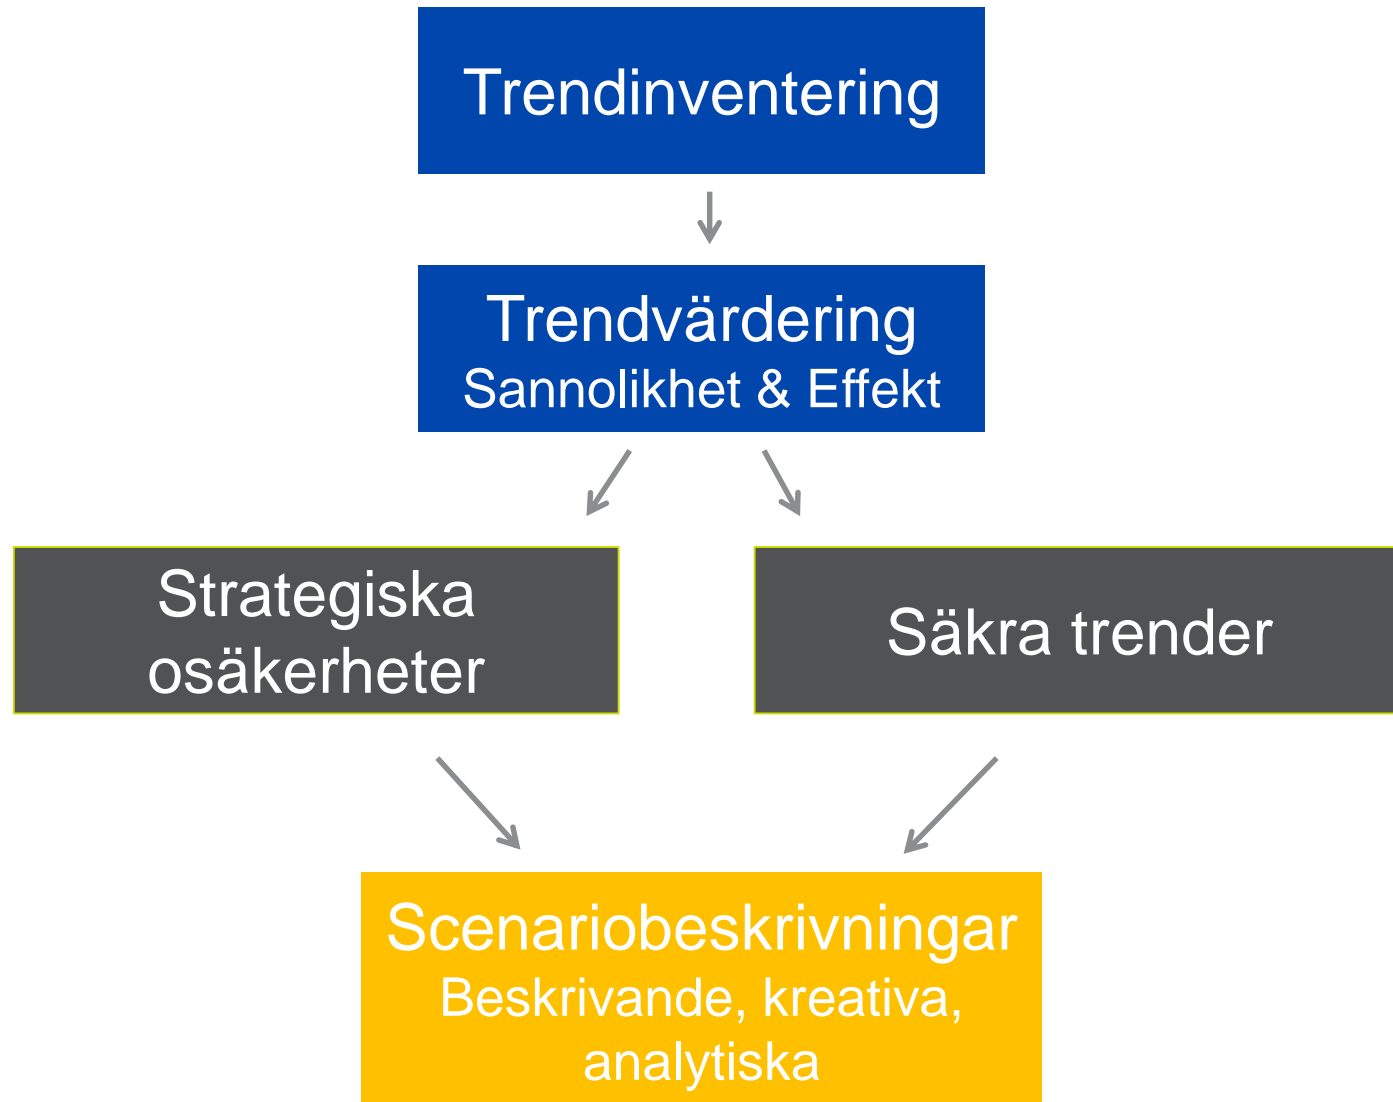 Trendinventering
Trendvärdering
Sannolikhet & Effekt
Strategiska
osäkerheter
Säkra trender
Scenariobeskrivningar
Beskrivande, kreativa,
analytiska